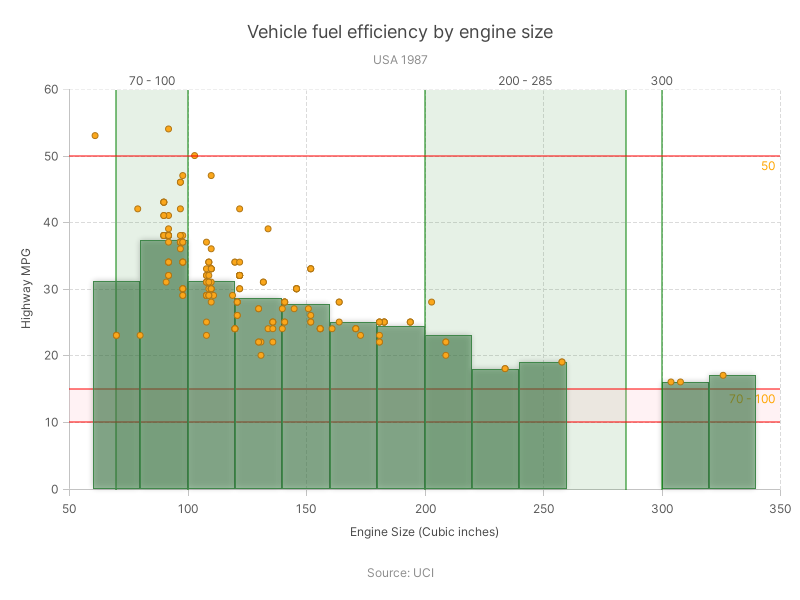 Vehicle fuel efficiency by engine size
USA 1987
70 - 100
200 - 285
300
60
50
40
30
20
10
0
50
70 - 100
Highway MPG
50
100
150
200
250
300
350
Engine Size (Cubic inches)
Source: UCI